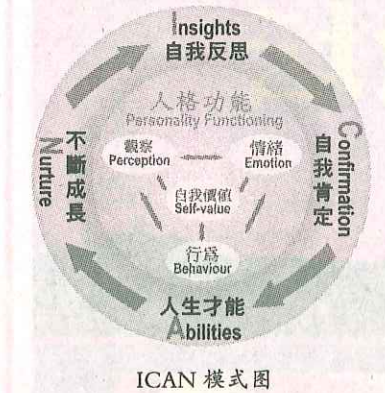 Insights
自我反思
人格功能
Personality Functioning
觀察
Perception
情緒
Emotion
自我價值
Self-value
行爲
Behaviour
Confirmation
自我肯定
人生才能
Abilities
Nurture
不斷成長
ICAN 模式图